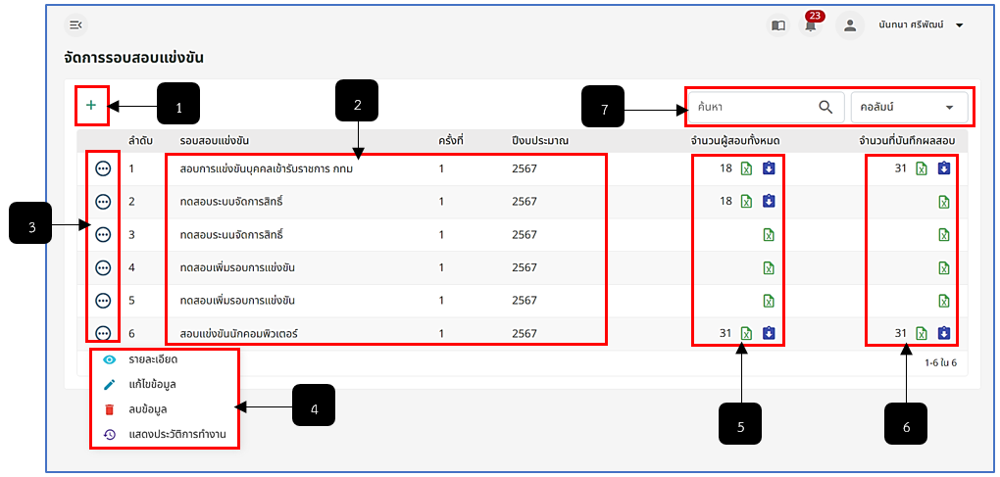 23
นันทนา ศรีพัฒน์
จัดการรอบสอบแข่งขัน
1
2
7
ค้นหา
คอลัมน์
ลำดับ รอบสอบแข่งขัน ครั้งที่ ปีงบประมาณ จำนวนผู้สอบทั้งหมด จำนวนที่บันทึกผลสอบ
1 สอบการแข่งขันบุคคลเข้ารับราชการ กทม 1 2567 18 31
2 ทดสอบระบบจัดการสิทธิ์ 1 2567 18
3
3 ทดสอบระนนจัดการสิทธิ์ 1 2567
4 ทดสอบเพิ่มรอบการแข่งขัน 1 2567
5 ทดสอบเพิ่มรอบการแข่งขัน 1 2567
6 สอบแข่งขันนักคอมพิวเตอร์ 1 2567 31 31
รายละเอียด
1-6 ใน 6
แก้ไขข้อมูล
ลบข้อมูล
4
แสดงประวัติการทำงาน
5
6